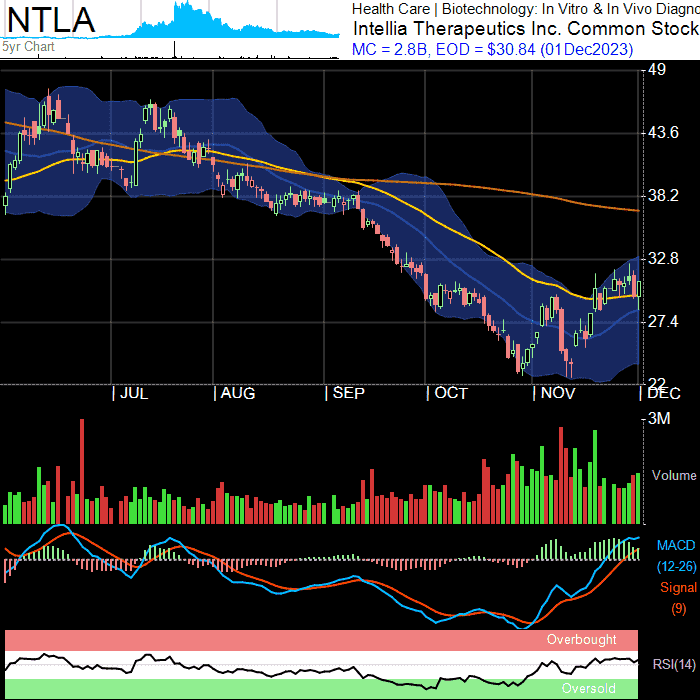 NTLA
5yr Chart
Health Care | Biotechnology: In Vitro & In Vivo Diagno
Intellia Therapeutics Inc. Common Stock
MC = 2.8B, EOD = $30.84 (01Dec2023)
49
43.6
38.2
32.8
27.4
22
| JUL | AUG | SEP | OCT | NOV | DEC
3M
Volume
MACD
(12-26)
Signal
(9)
Overbought
RSI(14)
Oversold